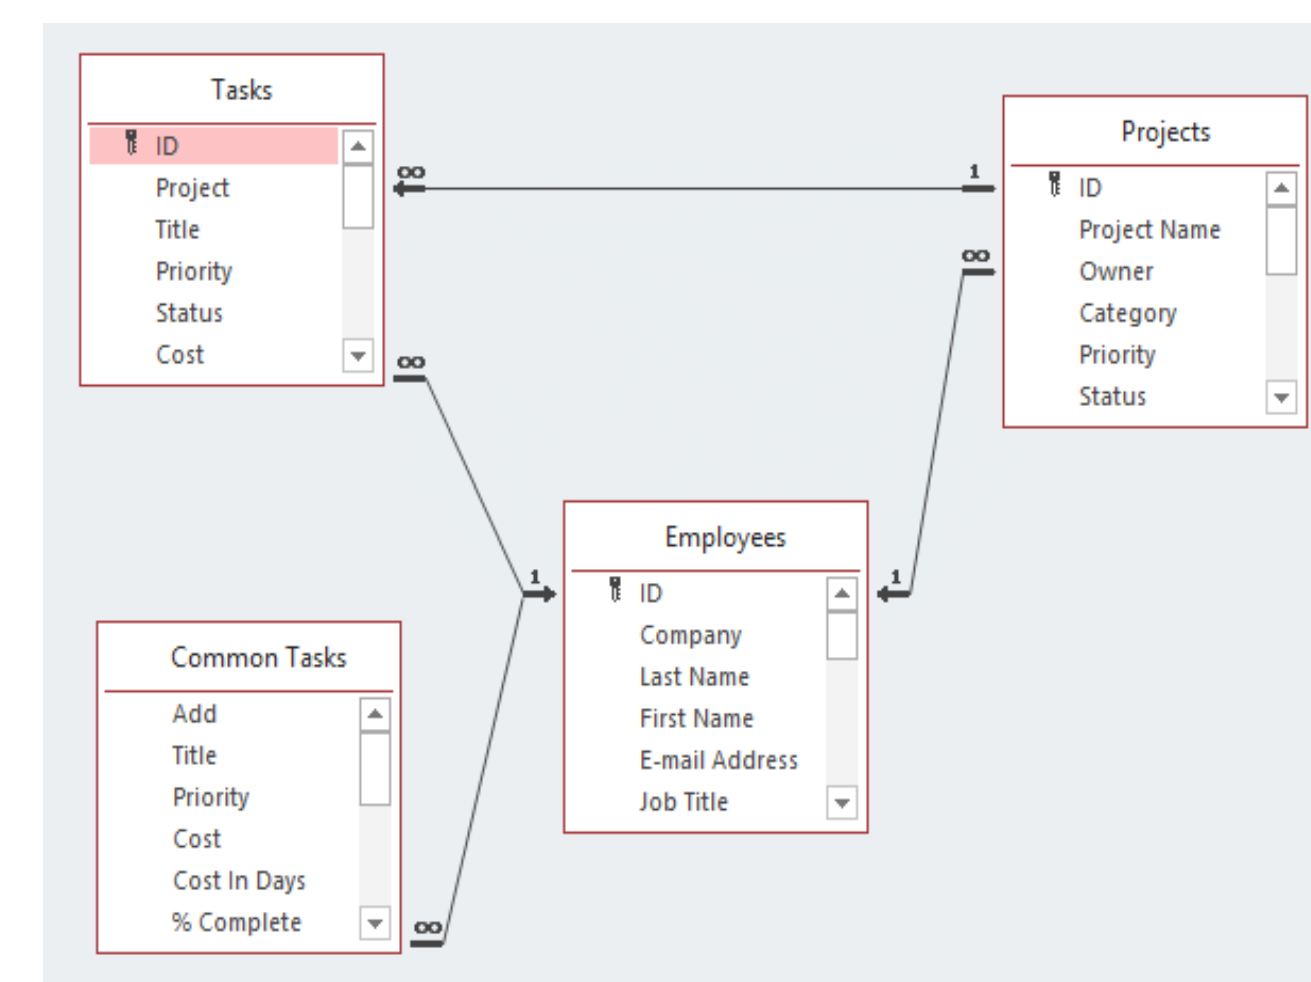 Tasks
ID
Project
Title
Priority
Status
Cost
∞
1
∞
∞
Projects
ID
Project Name
Owner
Category
Priority
Status
Employees
ID
Company
Last Name
First Name
E-mail Address
Job Title
1
1
Common Tasks
Add
Title
Priority
Cost
Cost In Days
% Complete
∞